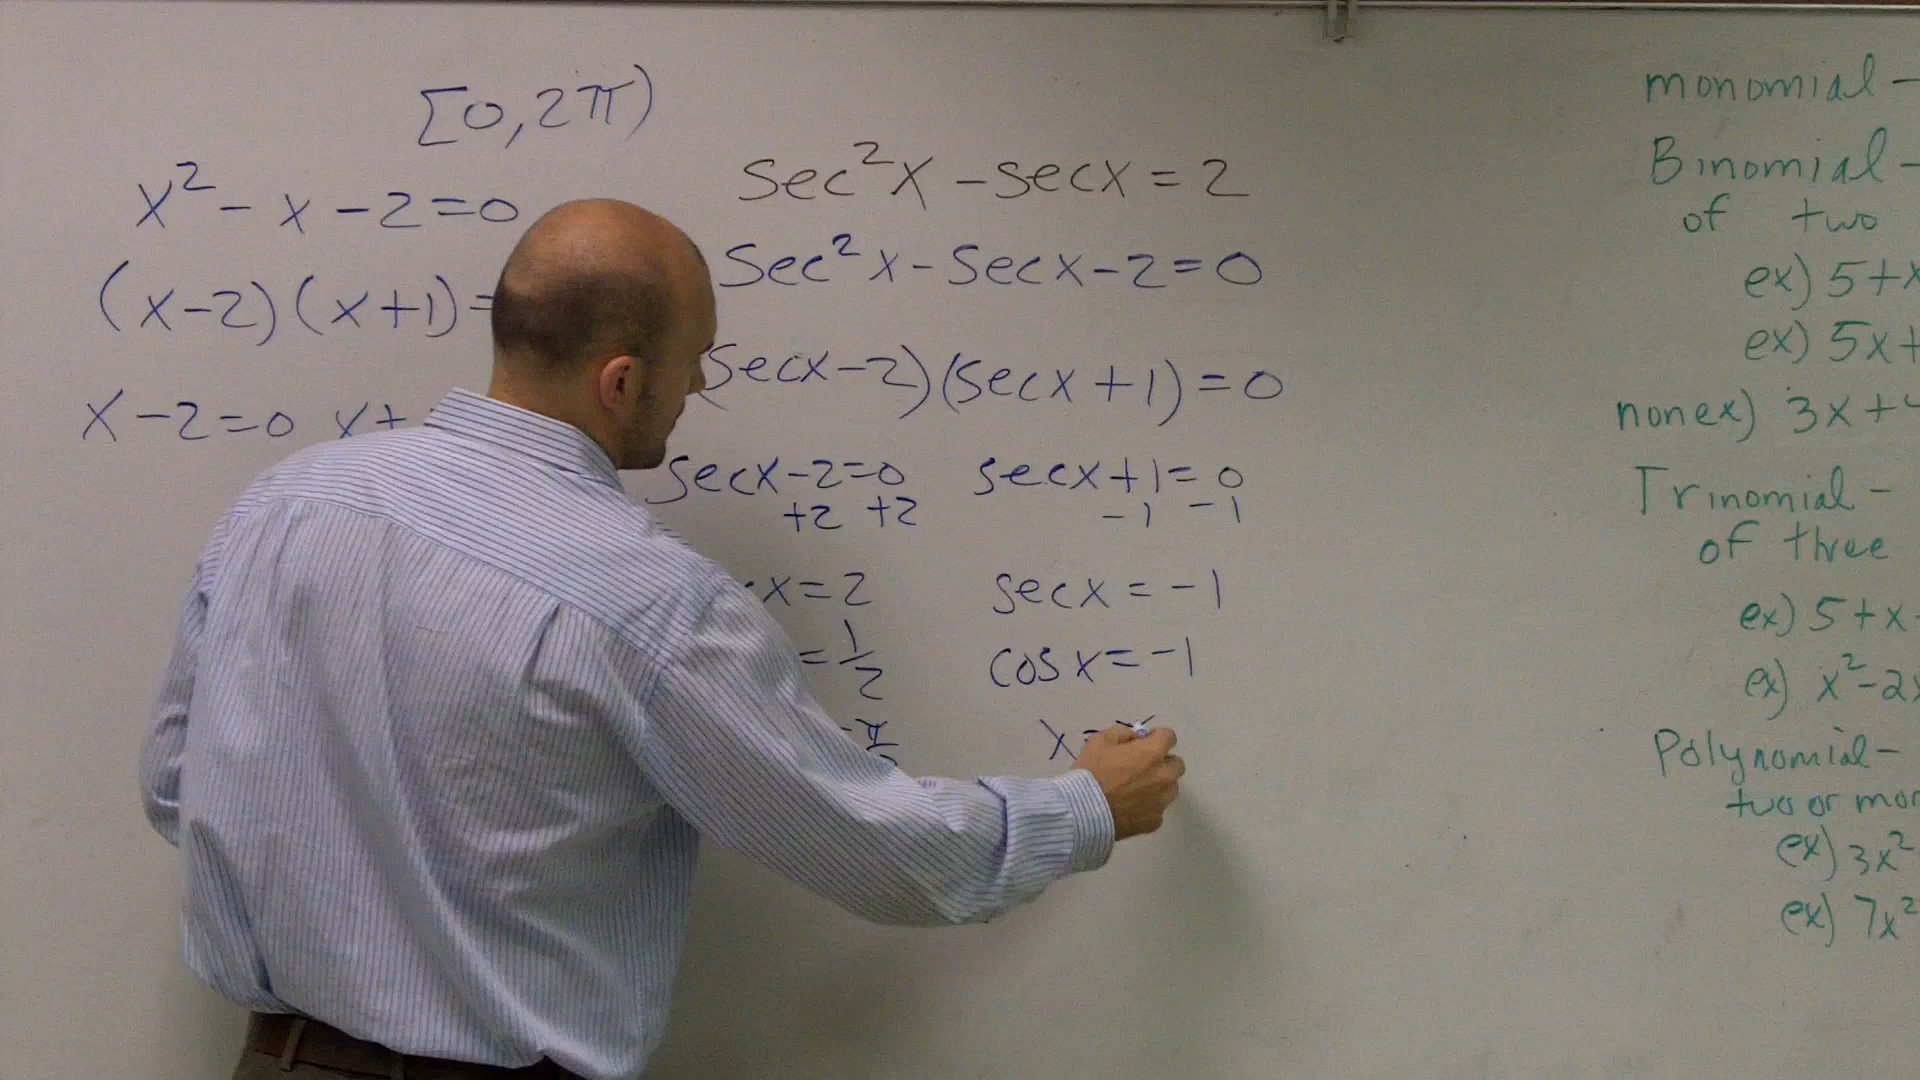 [0,2π)
x² - x - 2 = 0
(x-2)(x+1) =
x-2=0 x+
sec²x - secx = 2
sec²x - secx - 2 = 0
(secx-2)(secx+1) = 0
secx-2=0 secx+1=0
+2 +2 -1 -1
x=2 secx = -1
=1/2 cosx = -1
x=
monomial -
Binomial -
of two
ex) 5+x
ex) 5x+
nonex) 3x+4
Trinomial -
of three
ex) 5+x
ex) x²-2x
Polynomial -
two or mor
ex) 3x²
ex) 7x²